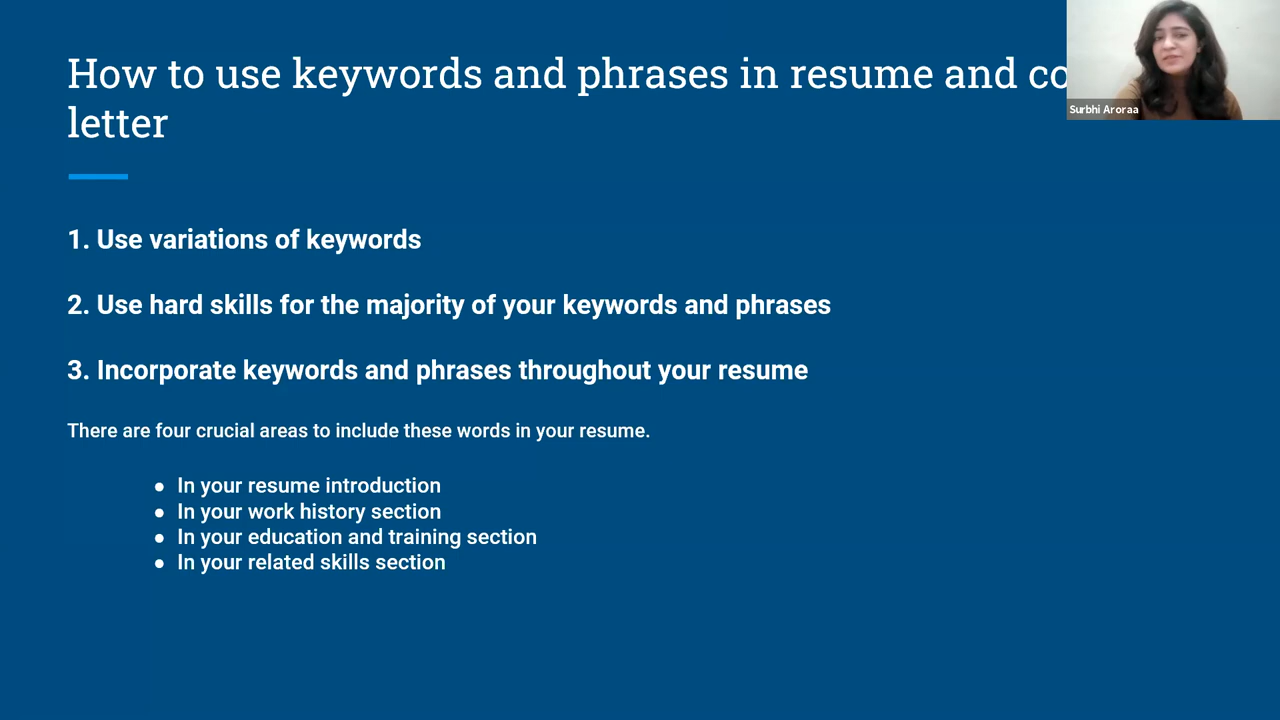 How to use keywords and phrases in resume and
letter
Surbhi Aroraa
1. Use variations of keywords
2. Use hard skills for the majority of your keywords and phrases
3. Incorporate keywords and phrases throughout your resume
There are four crucial areas to include these words in your resume.
● In your resume introduction
● In your work history section
● In your education and training section
● In your related skills section